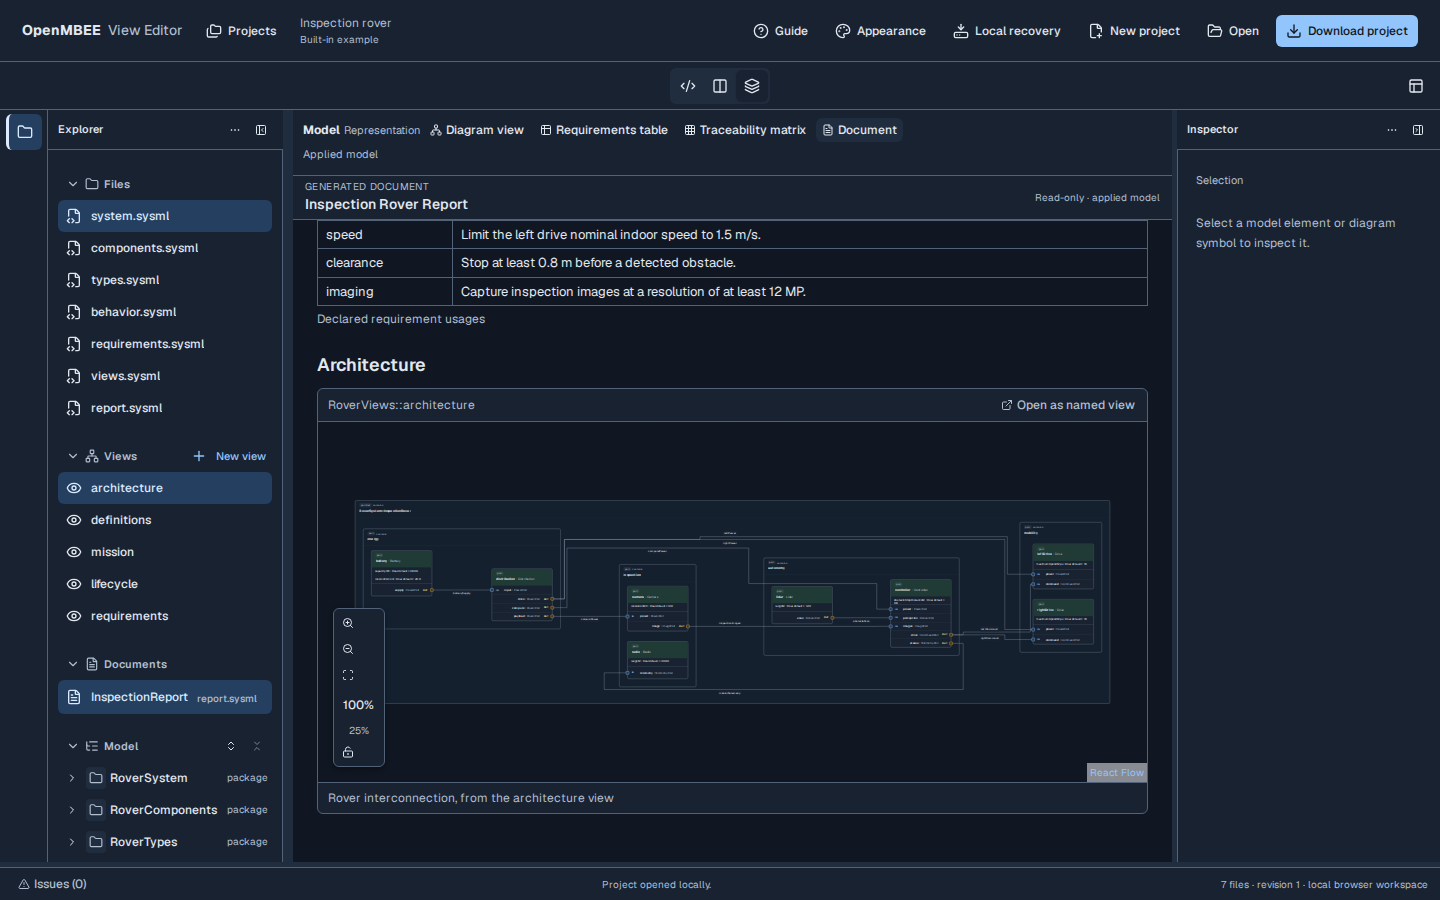 OpenMBEE View Editor
Projects
Inspection rover
Built-in example
Guide
Appearance
Local recovery
New project
Open
Download project
Explorer
Files
system.sysml
components.sysml
types.sysml
behavior.sysml
requirements.sysml
views.sysml
report.sysml
Views
New view
architecture
definitions
mission
lifecycle
requirements
Documents
InspectionReport report.sysml
Model
RoverSystem package
RoverComponents package
RoverTypes package
Model Representation
Diagram view
Requirements table
Traceability matrix
Document
Applied model
GENERATED DOCUMENT
Inspection Rover Report
Read-only · applied model
speed Limit the left drive nominal indoor speed to 1.5 m/s.
clearance Stop at least 0.8 m before a detected obstacle.
imaging Capture inspection images at a resolution of at least 12 MP.
Declared requirement usages
Architecture
RoverViews::architecture
Open as named view
100%
25%
React Flow
Rover interconnection, from the architecture view
Inspector
Selection
Select a model element or diagram
symbol to inspect it.
Issues (0)
Project opened locally.
7 files · revision 1 · local browser workspace